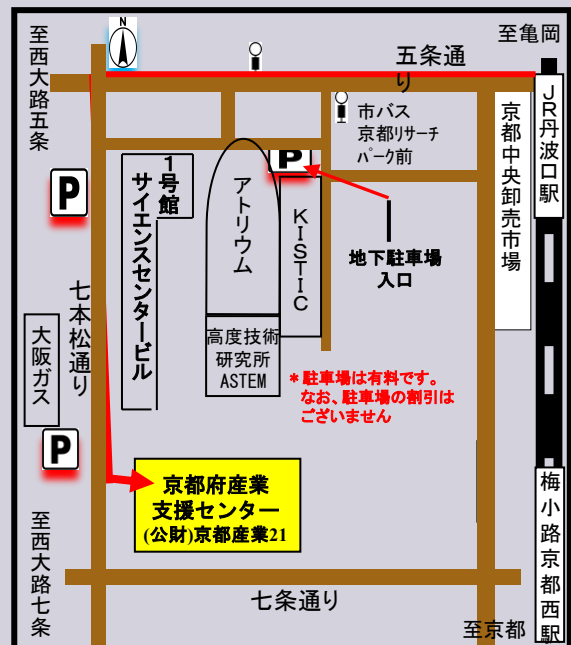 N
至亀岡
至西大路五条
五条通り
JR丹波口駅
市バス
京都リサーチ
パーク前
京都中央卸売市場
P
1号館
サイエンスセンタービル
アトリウム
KISTIC
P
地下駐車場
入口
七本松通り
大阪ガス
高度技術
研究所
ASTEM
*駐車場は有料です。
なお、駐車場の割引は
ございません
P
京都府産業
支援センター
(公財)京都産業21
梅小路京都西駅
至西大路七条
七条通り
至京都